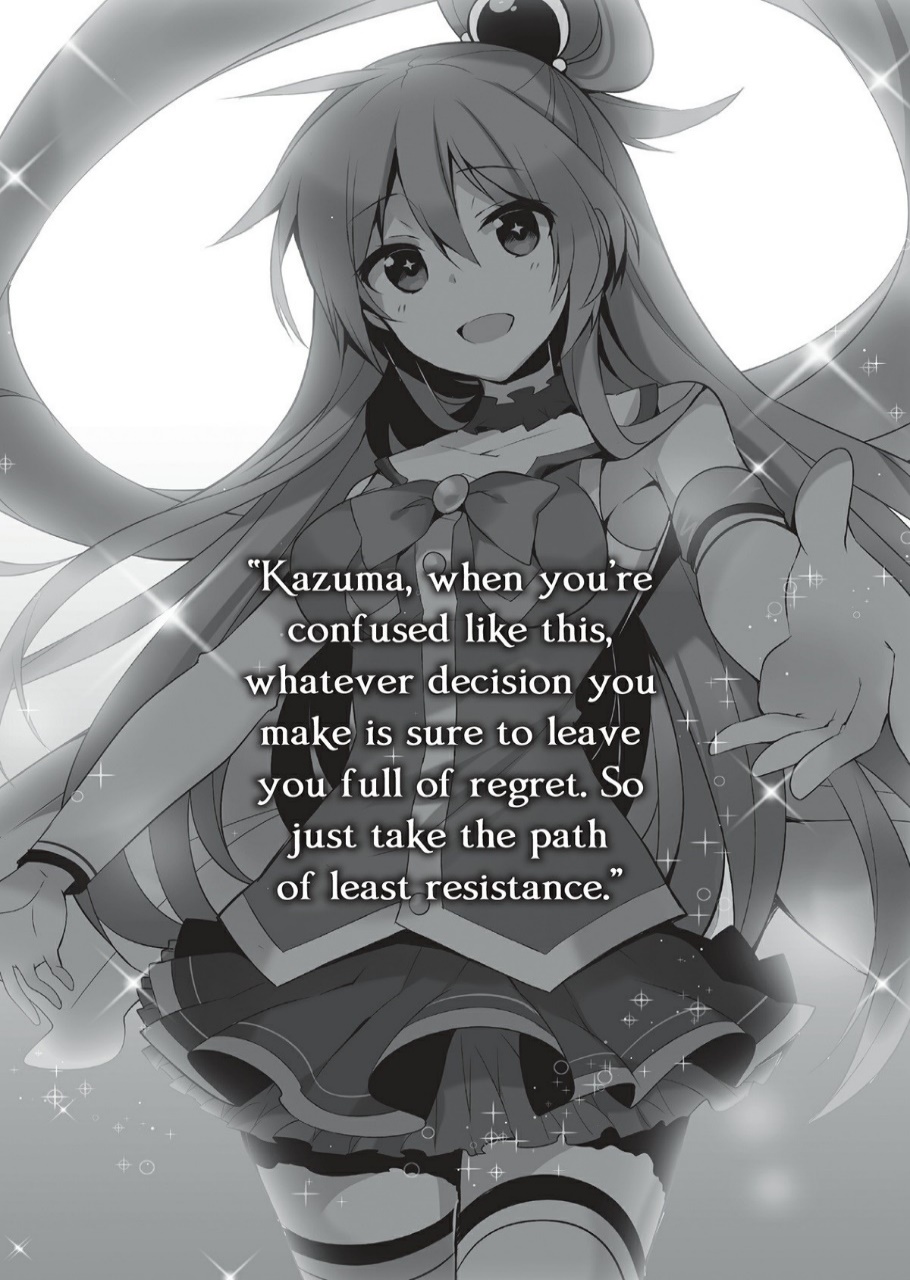 “Kazuma, when you’re
confused like this,
whatever decision you
make is sure to leave
you full of regret. So
just take the path
of least resistance.”